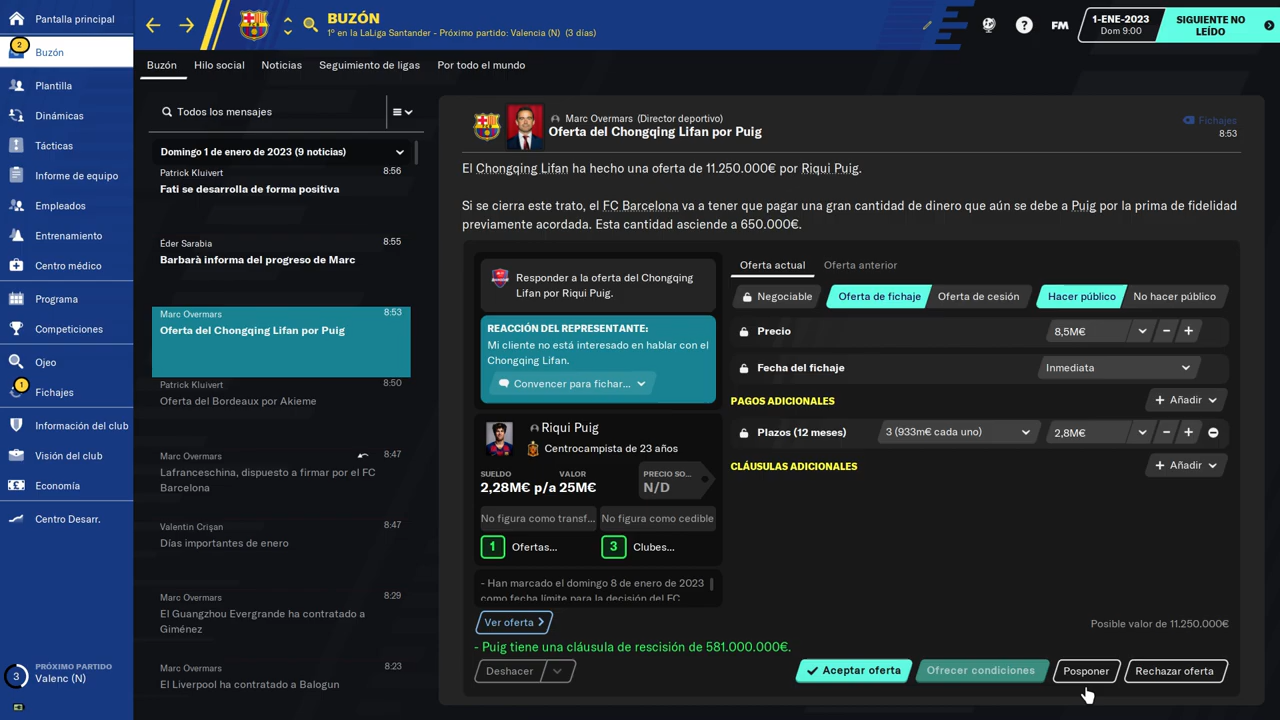 Pantalla principal
2
Buzón
Plantilla
Dinámicas
Tácticas
Informe de equipo
Empleados
Entrenamiento
Centro médico
Programa
Competiciones
Ojeo
1
Fichajes
Información del club
Visión del club
Economía
Centro Desarr.
3
PRÓXIMO PARTIDO
Valenc (N)
BUZÓN
1º en la LaLiga Santander - Próximo partido: Valencia (N) (3 días)
?
FM
1-ENE-2023
Dom 9:00
SIGUIENTE NO
LEÍDO
Buzón
Hilo social
Noticias
Seguimiento de ligas
Por todo el mundo
Todos los mensajes
Domingo 1 de enero de 2023 (9 noticias)
Patrick Kluivert 8:56
Fati se desarrolla de forma positiva
Éder Sarabia 8:55
Barbarà informa del progreso de Marc
Marc Overmars 8:53
Oferta del Chongqing Lifan por Puig
Patrick Kluivert 8:50
Oferta del Bordeaux por Akieme
Marc Overmars 8:47
Lafranceschina, dispuesto a firmar por el FC
Barcelona
Valentin Crişan 8:47
Días importantes de enero
Marc Overmars 8:29
El Guangzhou Evergrande ha contratado a
Giménez
Marc Overmars 8:23
El Liverpool ha contratado a Balogun
Marc Overmars (Director deportivo)
Oferta del Chongqing Lifan por Puig
Fichajes
8:53
El Chongqing Lifan ha hecho una oferta de 11.250.000€ por Riqui Puig.
Si se cierra este trato, el FC Barcelona va a tener que pagar una gran cantidad de dinero que aún se debe a Puig por la prima de fidelidad
previamente acordada. Esta cantidad asciende a 650.000€.
Responder a la oferta del Chongqing
Lifan por Riqui Puig.
REACCIÓN DEL REPRESENTANTE:
Mi cliente no está interesado en hablar con el
Chongqing Lifan.
Convencer para fichar...
Riqui Puig
Centrocampista de 23 años
SUELDO VALOR PRECIO SO...
2,28M€ p/a 25M€ N/D
No figura como transf... No figura como cedible
1 Ofertas... 3 Clubes...
- Han marcado el domingo 8 de enero de 2023
como fecha límite para la decisión del FC
Ver oferta
Oferta actual Oferta anterior
Negociable Oferta de fichaje Oferta de cesión Hacer público No hacer público
Precio 8,5M€ - +
Fecha del fichaje Inmediata
PAGOS ADICIONALES + Añadir
Plazos (12 meses) 3 (933m€ cada uno) 2,8M€ - +
CLÁUSULAS ADICIONALES + Añadir
Posible valor de 11.250.000€
- Puig tiene una cláusula de rescisión de 581.000.000€.
Deshacer Aceptar oferta Ofrecer condiciones Posponer Rechazar oferta